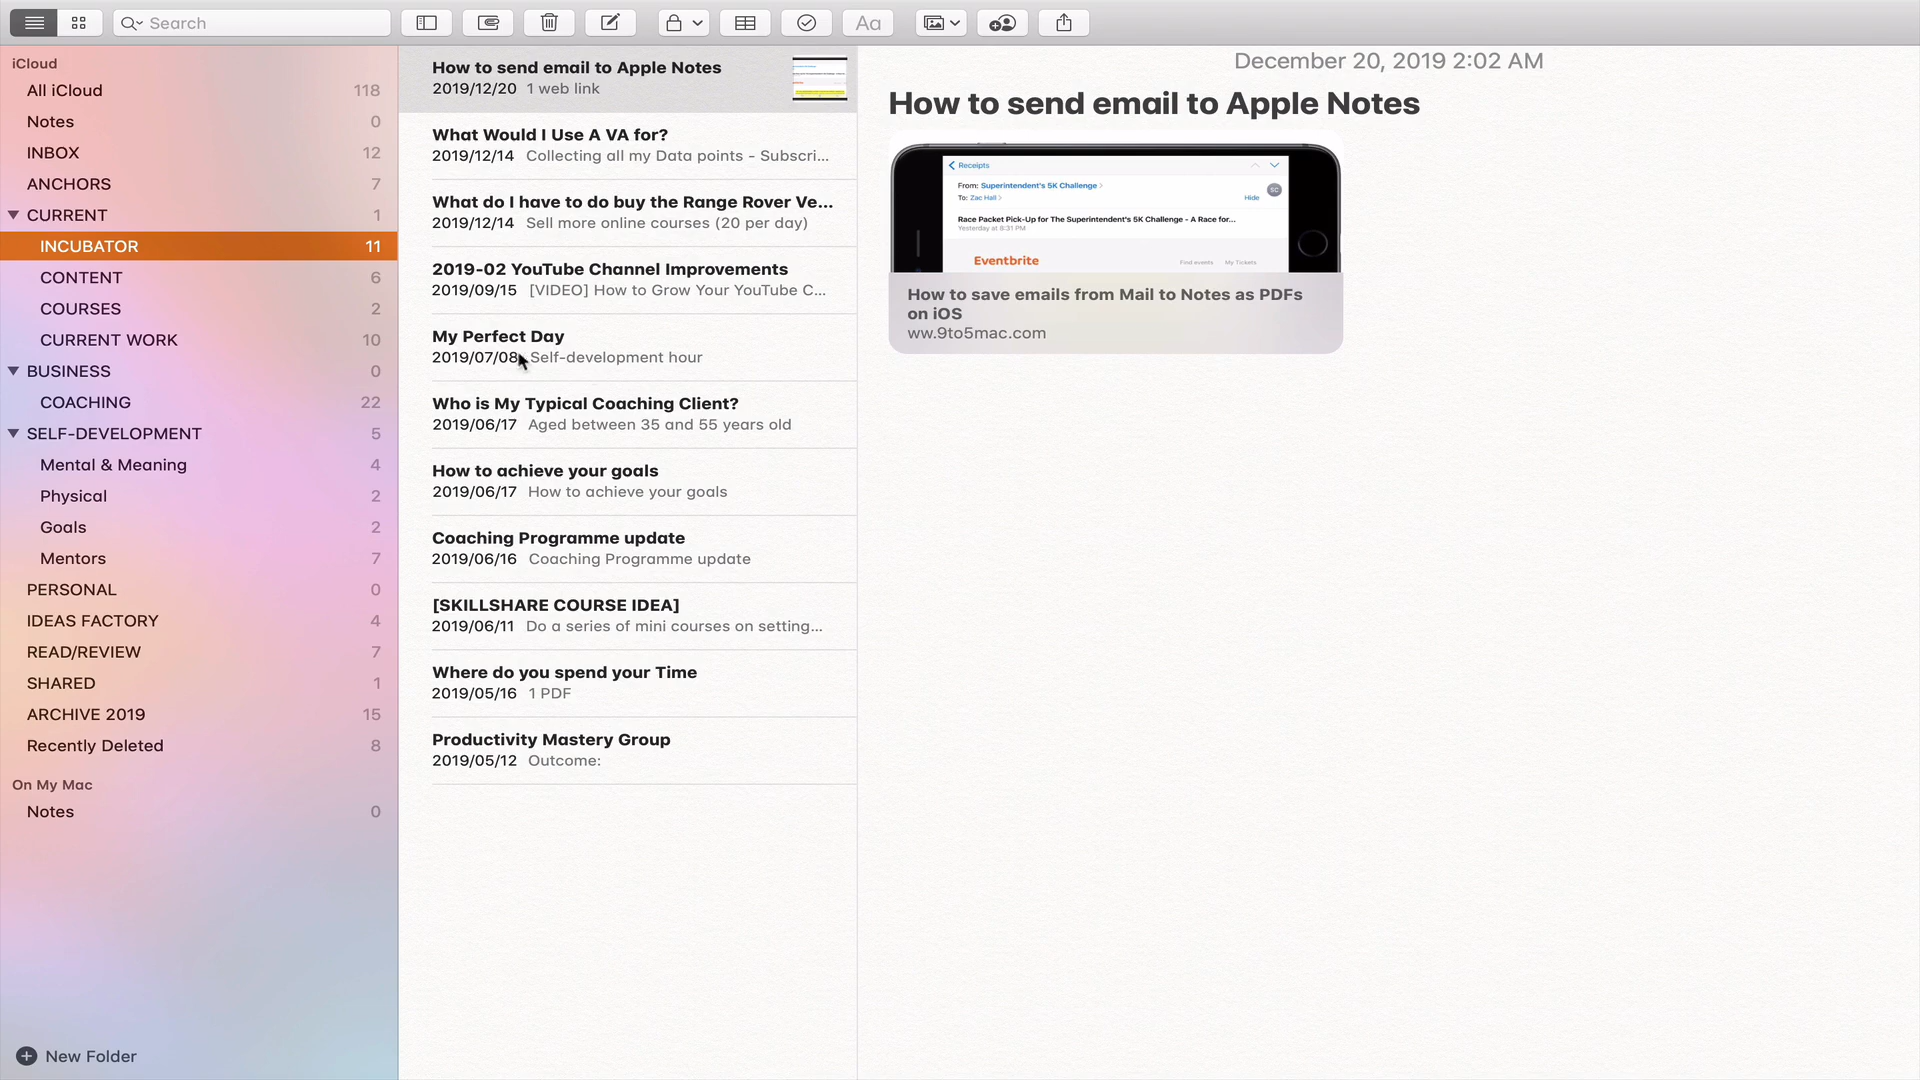 Search
Aa
iCloud
All iCloud 118
Notes 0
INBOX 12
ANCHORS 7
CURRENT 1
INCUBATOR 11
CONTENT 6
COURSES 2
CURRENT WORK 10
BUSINESS 0
COACHING 22
SELF-DEVELOPMENT 5
Mental & Meaning 4
Physical 2
Goals 2
Mentors 7
PERSONAL 0
IDEAS FACTORY 4
READ/REVIEW 7
SHARED 1
ARCHIVE 2019 15
Recently Deleted 8
On My Mac
Notes 0
New Folder
How to send email to Apple Notes
2019/12/20 1 web link
What Would I Use A VA for?
2019/12/14 Collecting all my Data points - Subscri...
What do I have to do buy the Range Rover Ve...
2019/12/14 Sell more online courses (20 per day)
2019-02 YouTube Channel Improvements
2019/09/15 [VIDEO] How to Grow Your YouTube C...
My Perfect Day
2019/07/08 Self-development hour
Who is My Typical Coaching Client?
2019/06/17 Aged between 35 and 55 years old
How to achieve your goals
2019/06/17 How to achieve your goals
Coaching Programme update
2019/06/16 Coaching Programme update
[SKILLSHARE COURSE IDEA]
2019/06/11 Do a series of mini courses on setting...
Where do you spend your Time
2019/05/16 1 PDF
Productivity Mastery Group
2019/05/12 Outcome:
December 20, 2019 2:02 AM
How to send email to Apple Notes
Receipts
From: Superintendent's 5K Challenge
SC
To: Zac Hall
Hide
Race Packet Pick-Up for The Superintendent's 5K Challenge - A Race for...
Yesterday at 8:31 PM
Eventbrite Find events My Tickets
How to save emails from Mail to Notes as PDFs
on iOS
ww.9to5mac.com